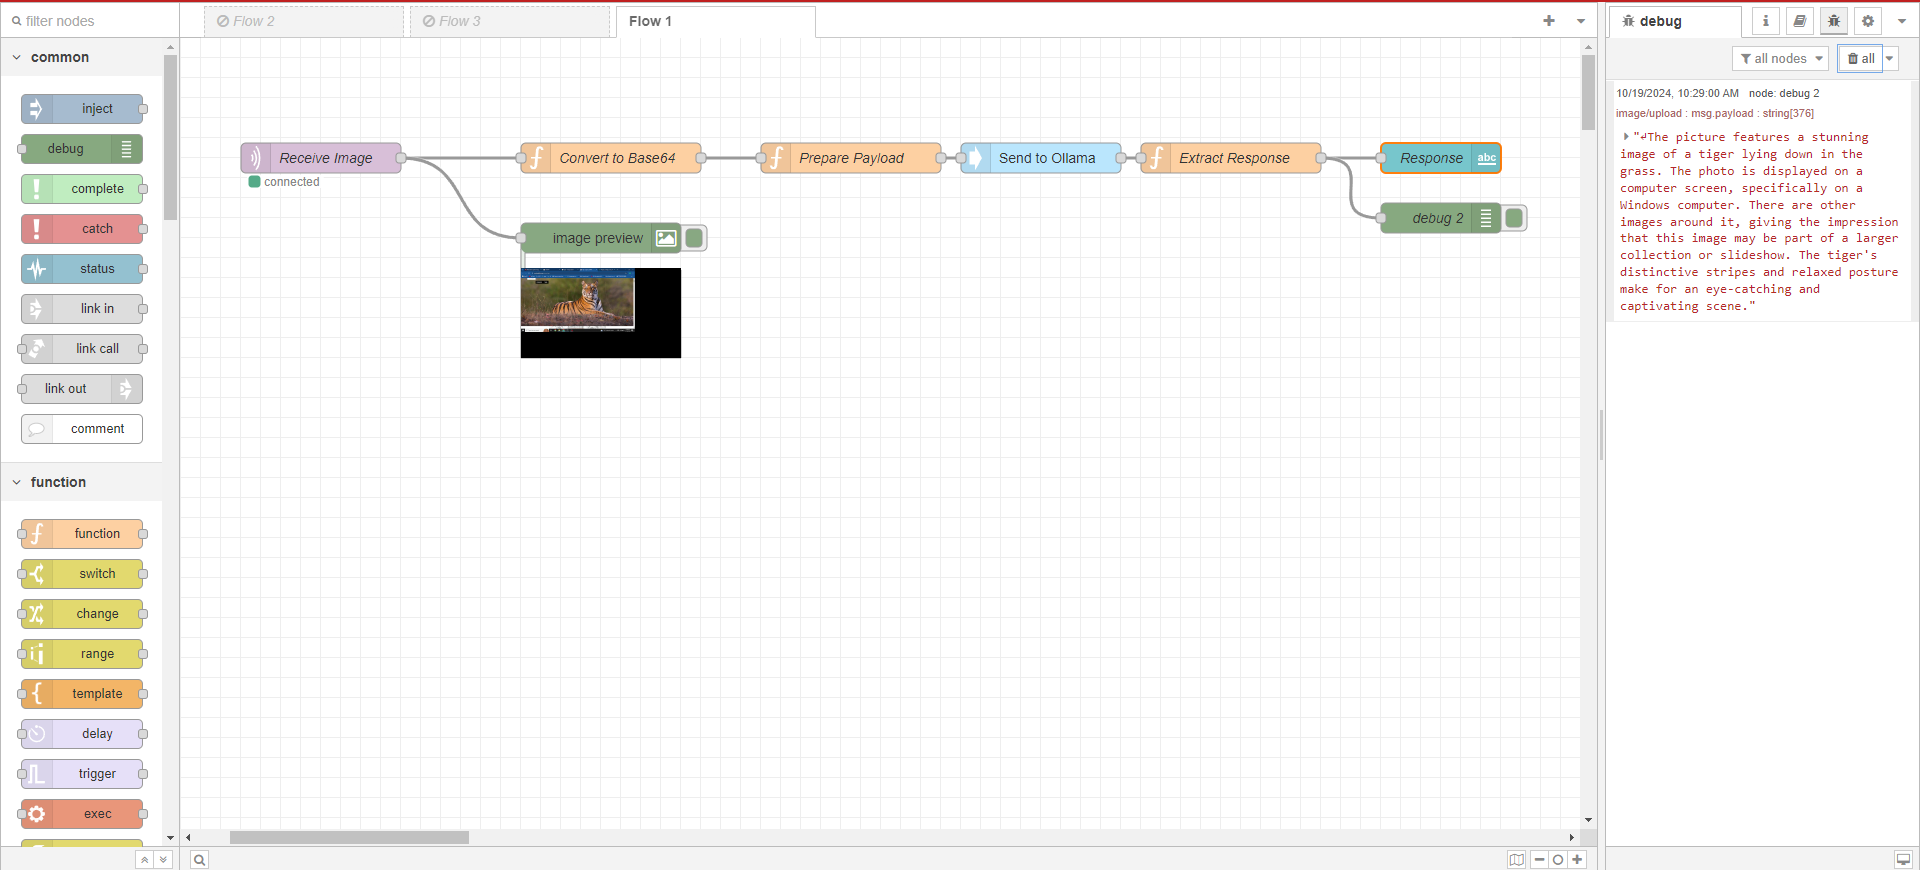 filter nodes
Flow 2
Flow 3
Flow 1
debug
i
common
inject
debug
complete
catch
status
link in
link call
link out
comment
function
function
switch
change
range
template
delay
trigger
exec
Receive Image
connected
Convert to Base64
Prepare Payload
Send to Ollama
Extract Response
Response
abc
debug 2
image preview
all nodes
all
10/19/2024, 10:29:00 AM node: debug 2
image/upload : msg.payload : string[376]
"↵The picture features a stunning
image of a tiger lying down in the
grass. The photo is displayed on a
computer screen, specifically on a
Windows computer. There are other
images around it, giving the impression
that this image may be part of a larger
collection or slideshow. The tiger's
distinctive stripes and relaxed posture
make for an eye-catching and
captivating scene."